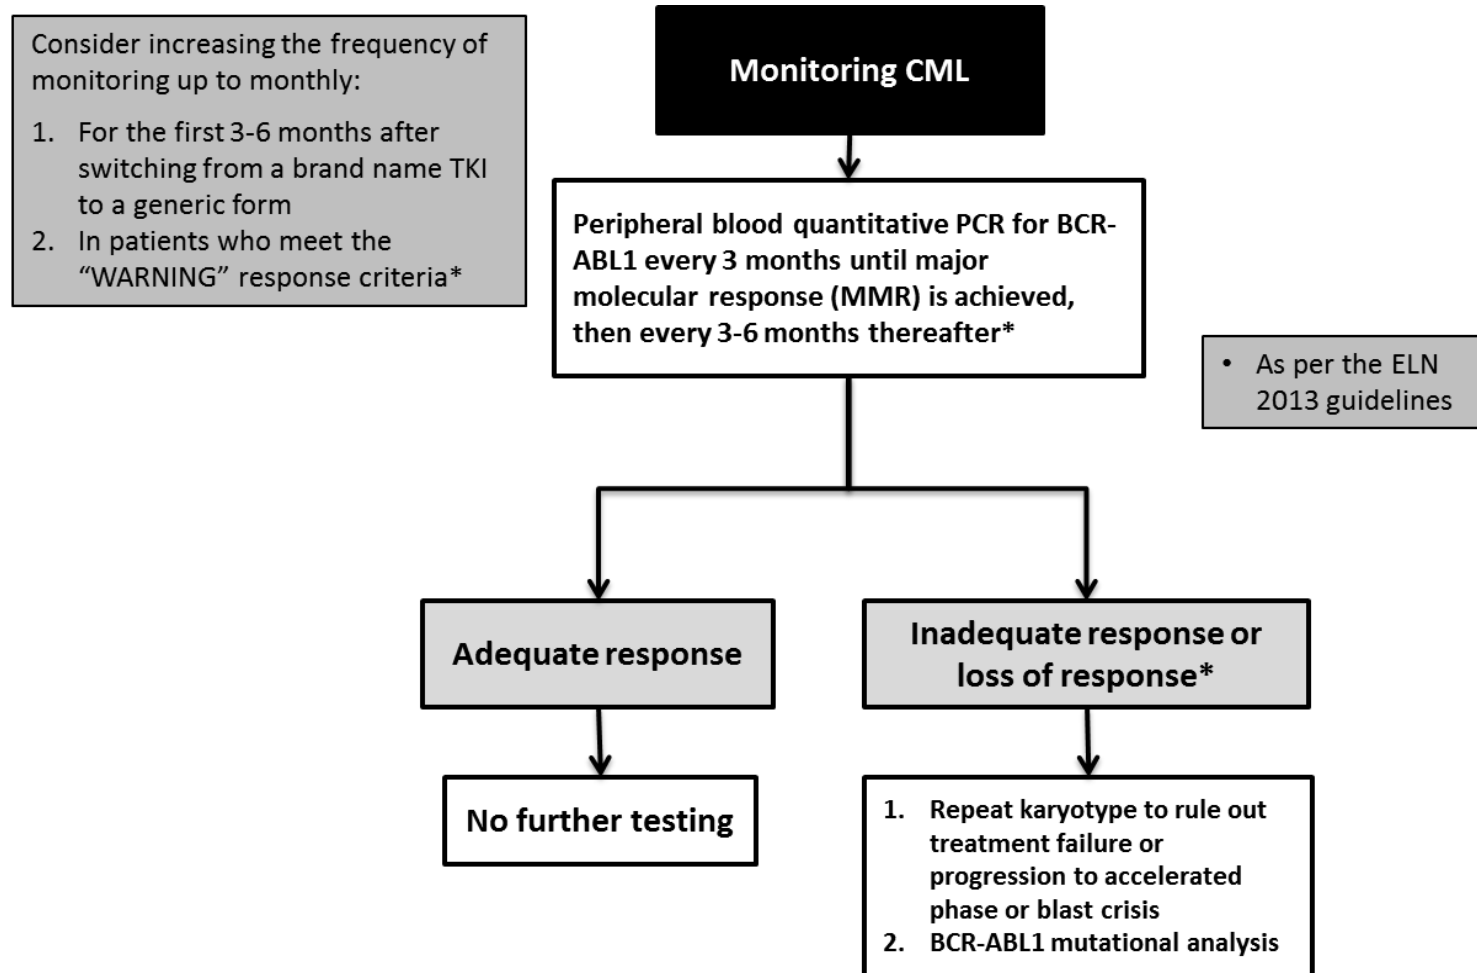 Consider increasing the frequency of
monitoring up to monthly:
1. For the first 3-6 months after
switching from a brand name TKI
to a generic form
2. In patients who meet the
“WARNING” response criteria*
Monitoring CML
Peripheral blood quantitative PCR for BCR-
ABL1 every 3 months until major
molecular response (MMR) is achieved,
then every 3-6 months thereafter*
• As per the ELN
2013 guidelines
Adequate response
Inadequate response or
loss of response*
No further testing
1. Repeat karyotype to rule out
treatment failure or
progression to accelerated
phase or blast crisis
2. BCR-ABL1 mutational analysis